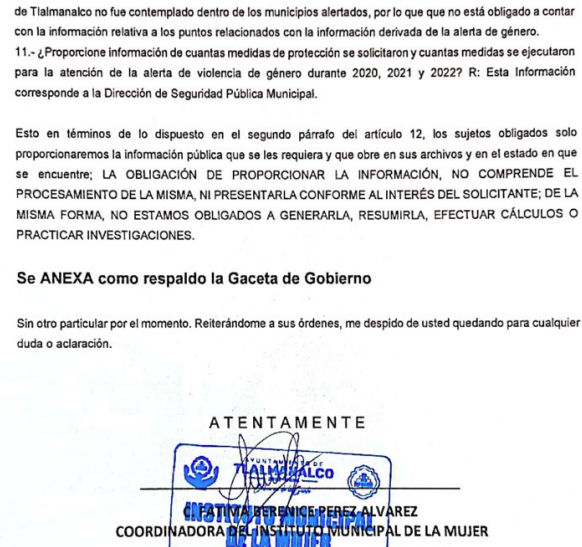 de Tlalmanalco no fue contemplado dentro de los municipios alertados, por lo que que no está obligado a contar
con la información relativa a los puntos relacionados con la información derivada de la alerta de género.
11.- ¿Proporcione información de cuantas medidas de protección se solicitaron y cuantas medidas se ejecutaron
para la atención de la alerta de violencia de género durante 2020, 2021 y 2022? R: Esta Información
corresponde a la Dirección de Seguridad Pública Municipal.
Esto en términos de lo dispuesto en el segundo párrafo del artículo 12, los sujetos obligados solo
proporcionaremos la información pública que se les requiera y que obre en sus archivos y en el estado en que
se encuentre; LA OBLIGACIÓN DE PROPORCIONAR LA INFORMACIÓN, NO COMPRENDE EL
PROCESAMIENTO DE LA MISMA, NI PRESENTARLA CONFORME AL INTERÉS DEL SOLICITANTE; DE LA
MISMA FORMA, NO ESTAMOS OBLIGADOS A GENERARLA, RESUMIRLA, EFECTUAR CÁLCULOS O
PRACTICAR INVESTIGACIONES.
Se ANEXA como respaldo la Gaceta de Gobierno
Sin otro particular por el momento. Reiterándome a sus órdenes, me despido de usted quedando para cualquier
duda o aclaración.
ATENTAMENTE
AYUNTAMIENTO DE
TLALMANALCO
C. FATIMA BERENICE PEREZ ALVAREZ
INSTITUTO MUNICIPAL
COORDINADORA DEL INSTITUTO MUNICIPAL DE LA MUJER
DE LA MUJER